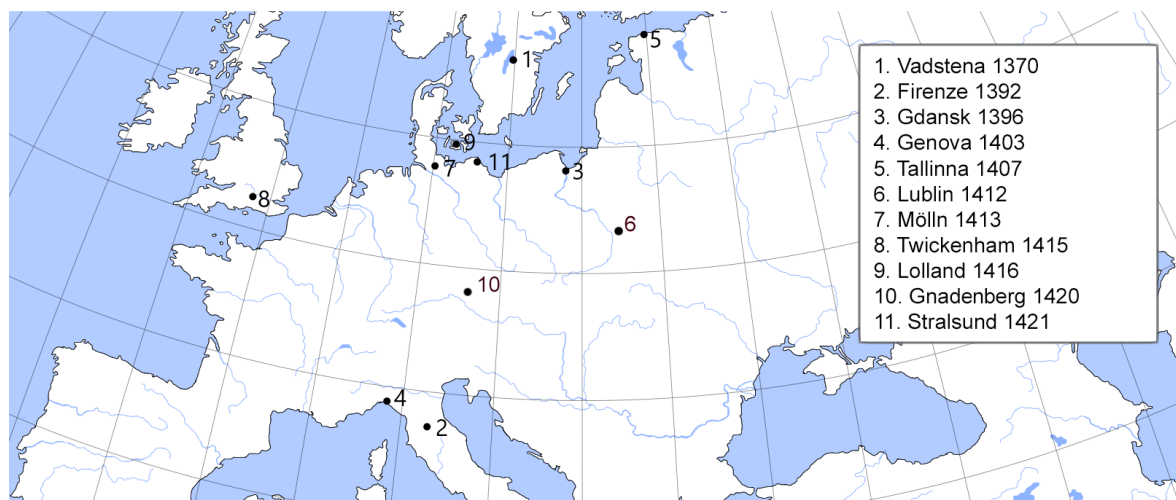 1
5
9
7
11
3
8
6
10
4
2
1. Vadstena 1370
2. Firenze 1392
3. Gdansk 1396
4. Genova 1403
5. Tallinna 1407
6. Lublin 1412
7. Mölln 1413
8. Twickenham 1415
9. Lolland 1416
10. Gnadenberg 1420
11. Stralsund 1421